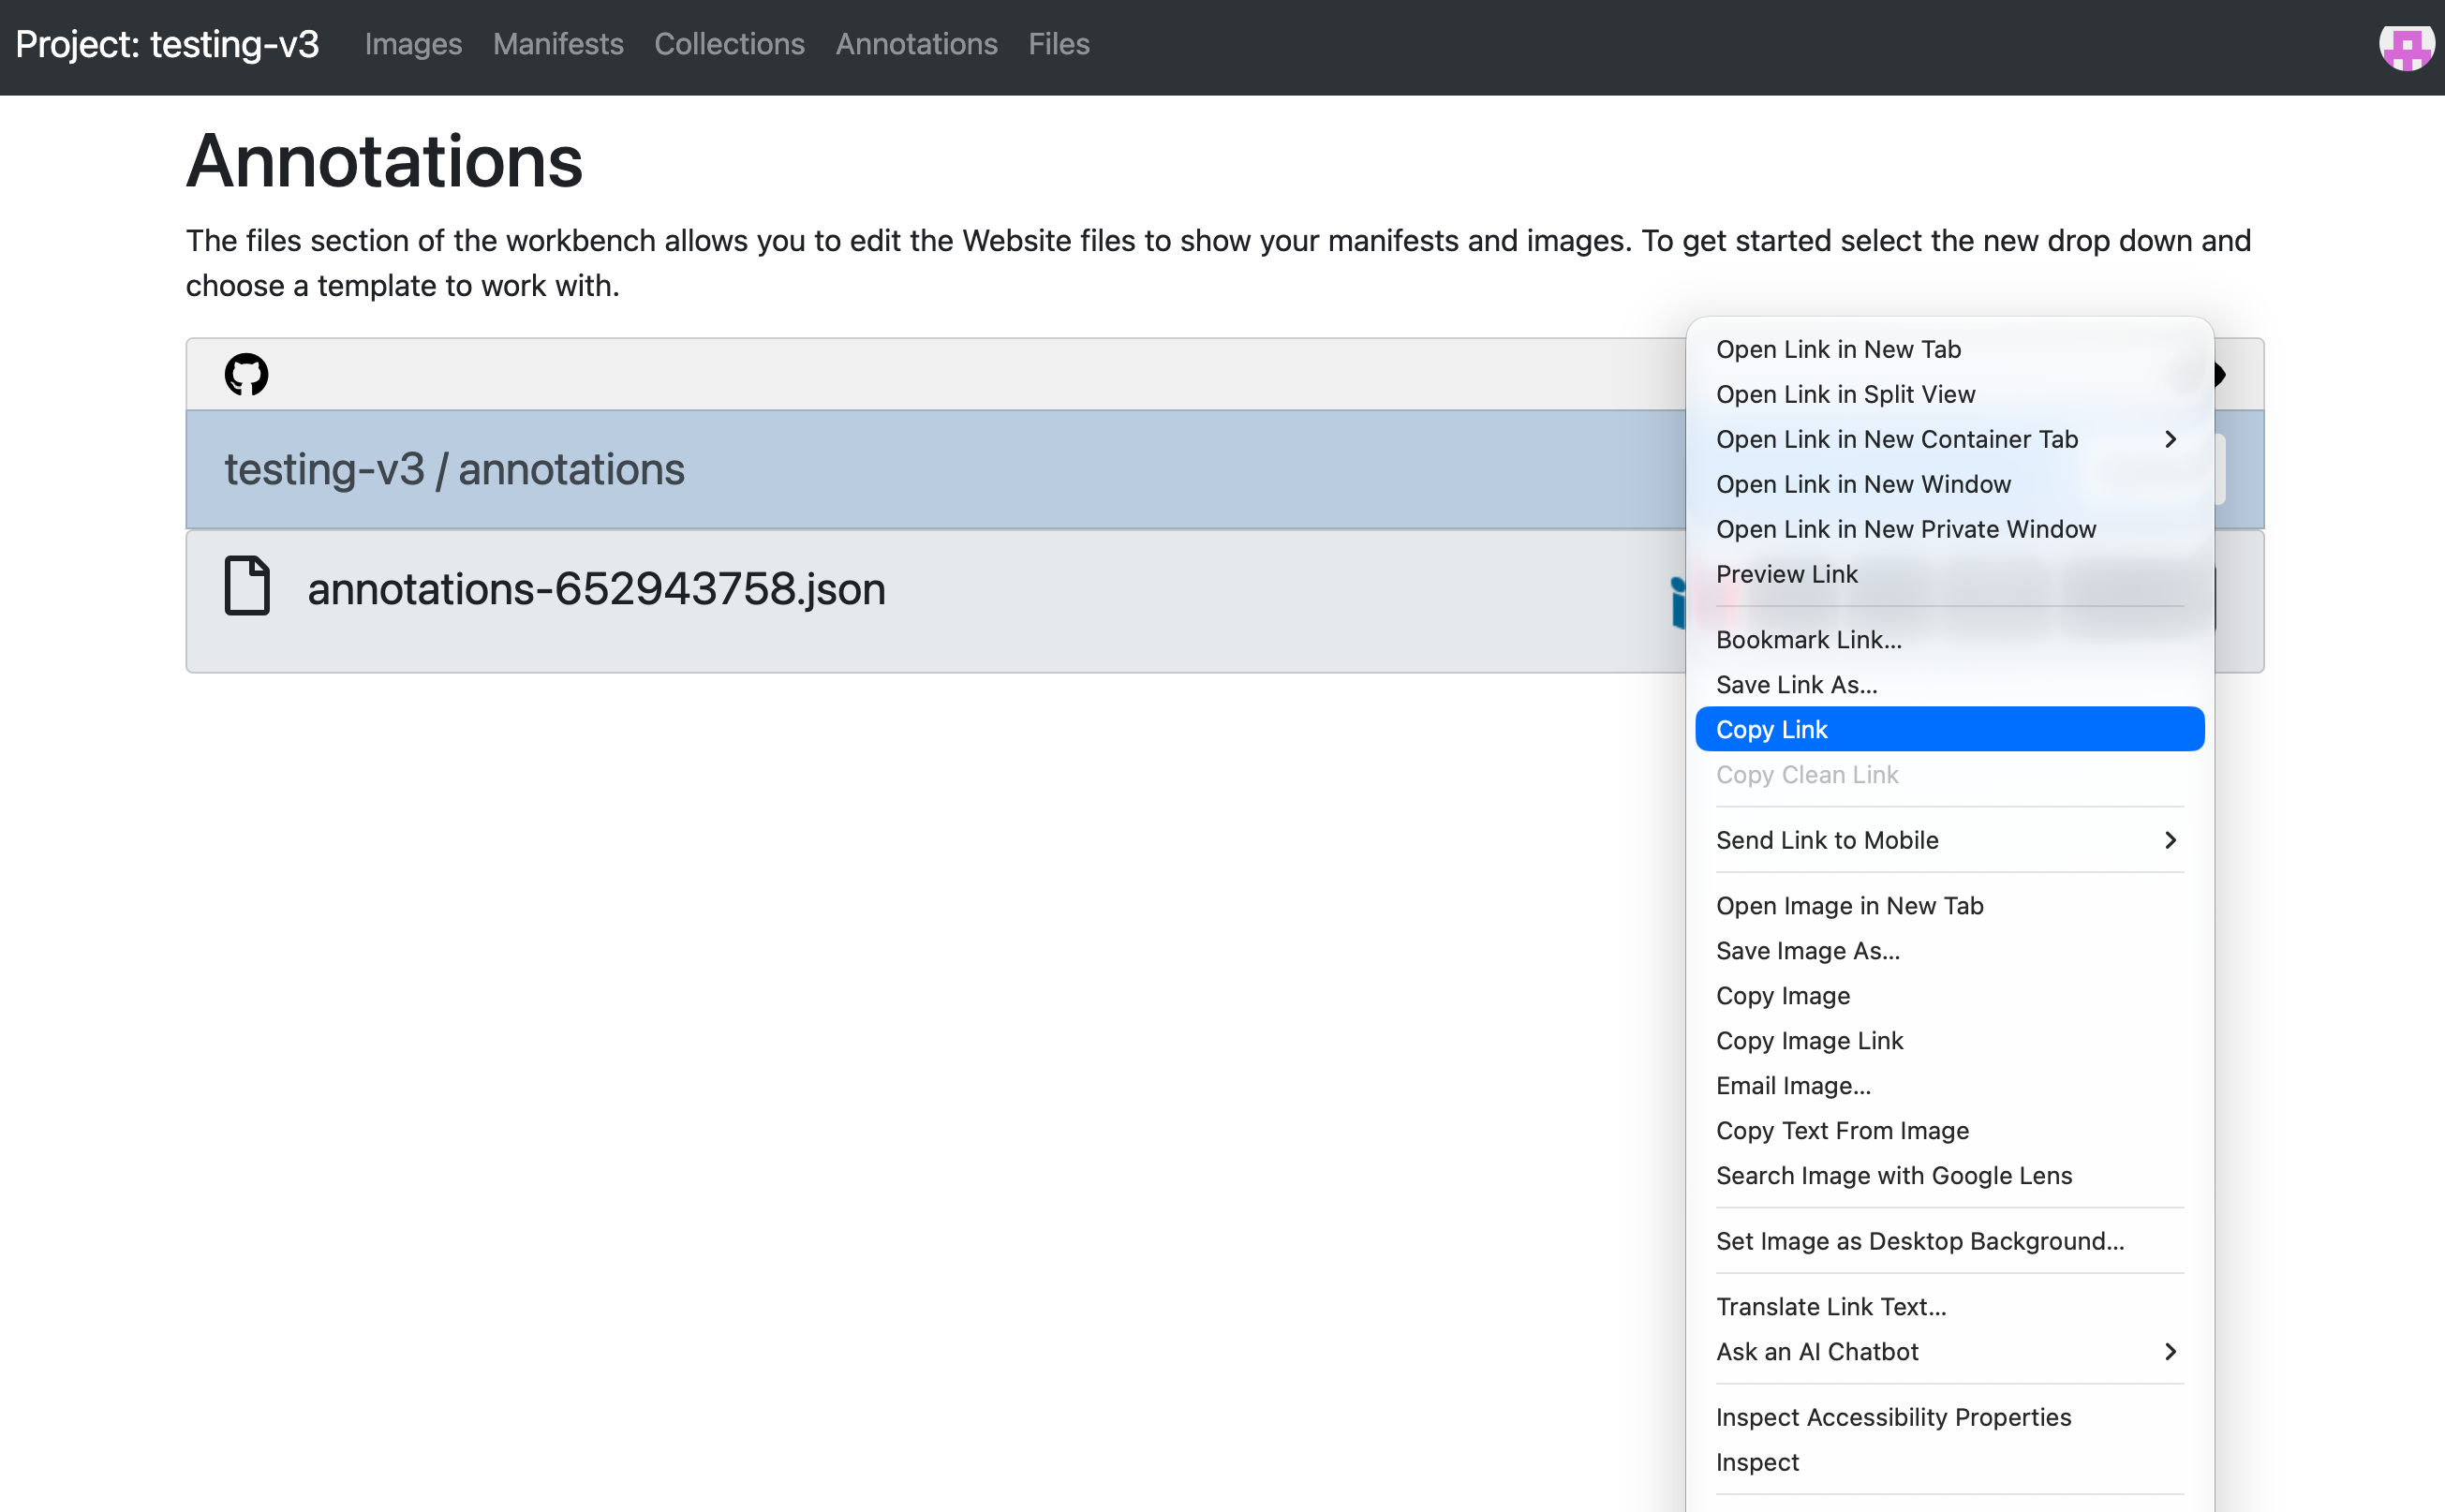 Project: testing-v3 Images Manifests Collections Annotations Files
Annotations
The files section of the workbench allows you to edit the Website files to show your manifests and images. To get started select the new drop down and
choose a template to work with.
testing-v3 / annotations
annotations-652943758.json
Open Link in New Tab
Open Link in Split View
Open Link in New Container Tab
Open Link in New Window
Open Link in New Private Window
Preview Link
Bookmark Link...
Save Link As...
Copy Link
Copy Clean Link
Send Link to Mobile
Open Image in New Tab
Save Image As...
Copy Image
Copy Image Link
Email Image...
Copy Text From Image
Search Image with Google Lens
Set Image as Desktop Background...
Translate Link Text...
Ask an AI Chatbot
Inspect Accessibility Properties
Inspect